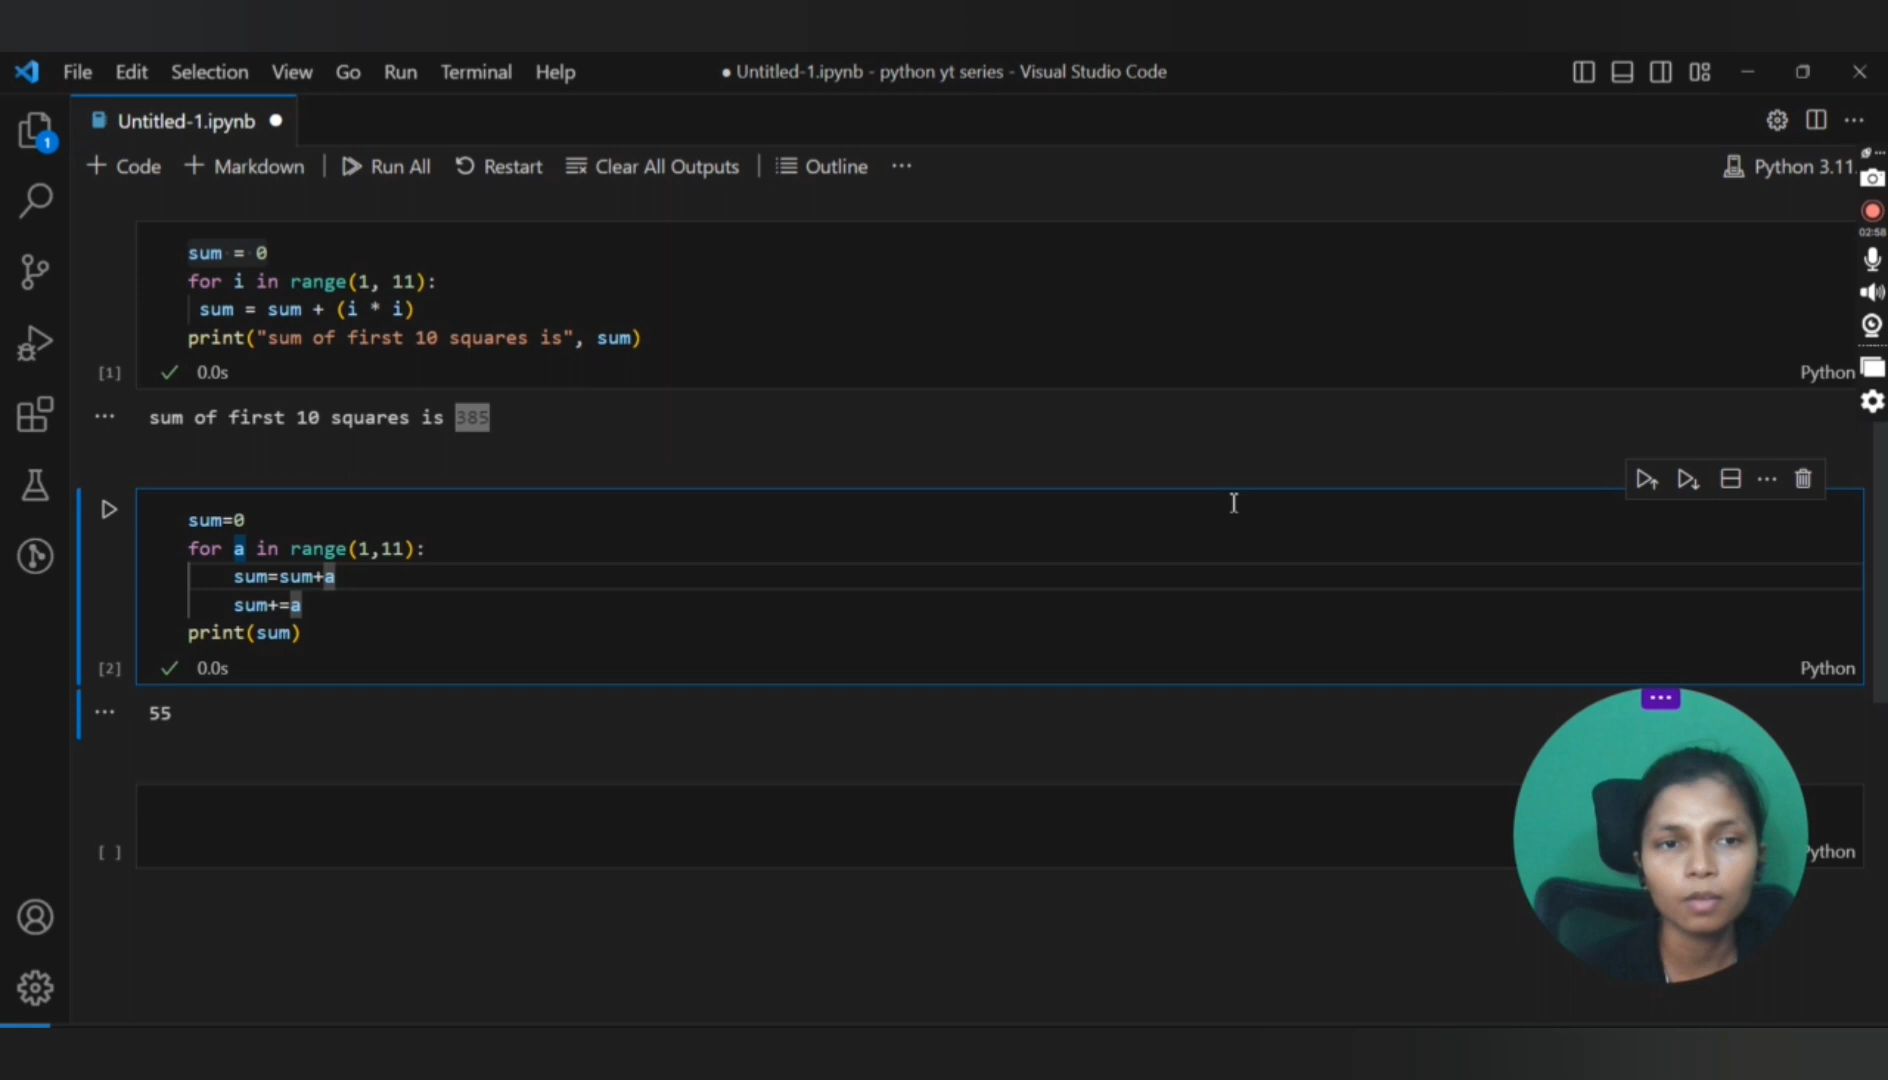 File Edit Selection View Go Run Terminal Help ● Untitled-1.ipynb - python yt series - Visual Studio Code
Untitled-1.ipynb ●
1
+ Code + Markdown | Run All Restart Clear All Outputs | Outline ...
Python 3.11.
02:58
sum = 0
for i in range(1, 11):
sum = sum + (i * i)
print("sum of first 10 squares is", sum)
[1] ✓ 0.0s Python
... sum of first 10 squares is 385
sum=0
for a in range(1,11):
sum=sum+a
sum+=a
print(sum)
[2] ✓ 0.0s Python
... 55
[ ] Python